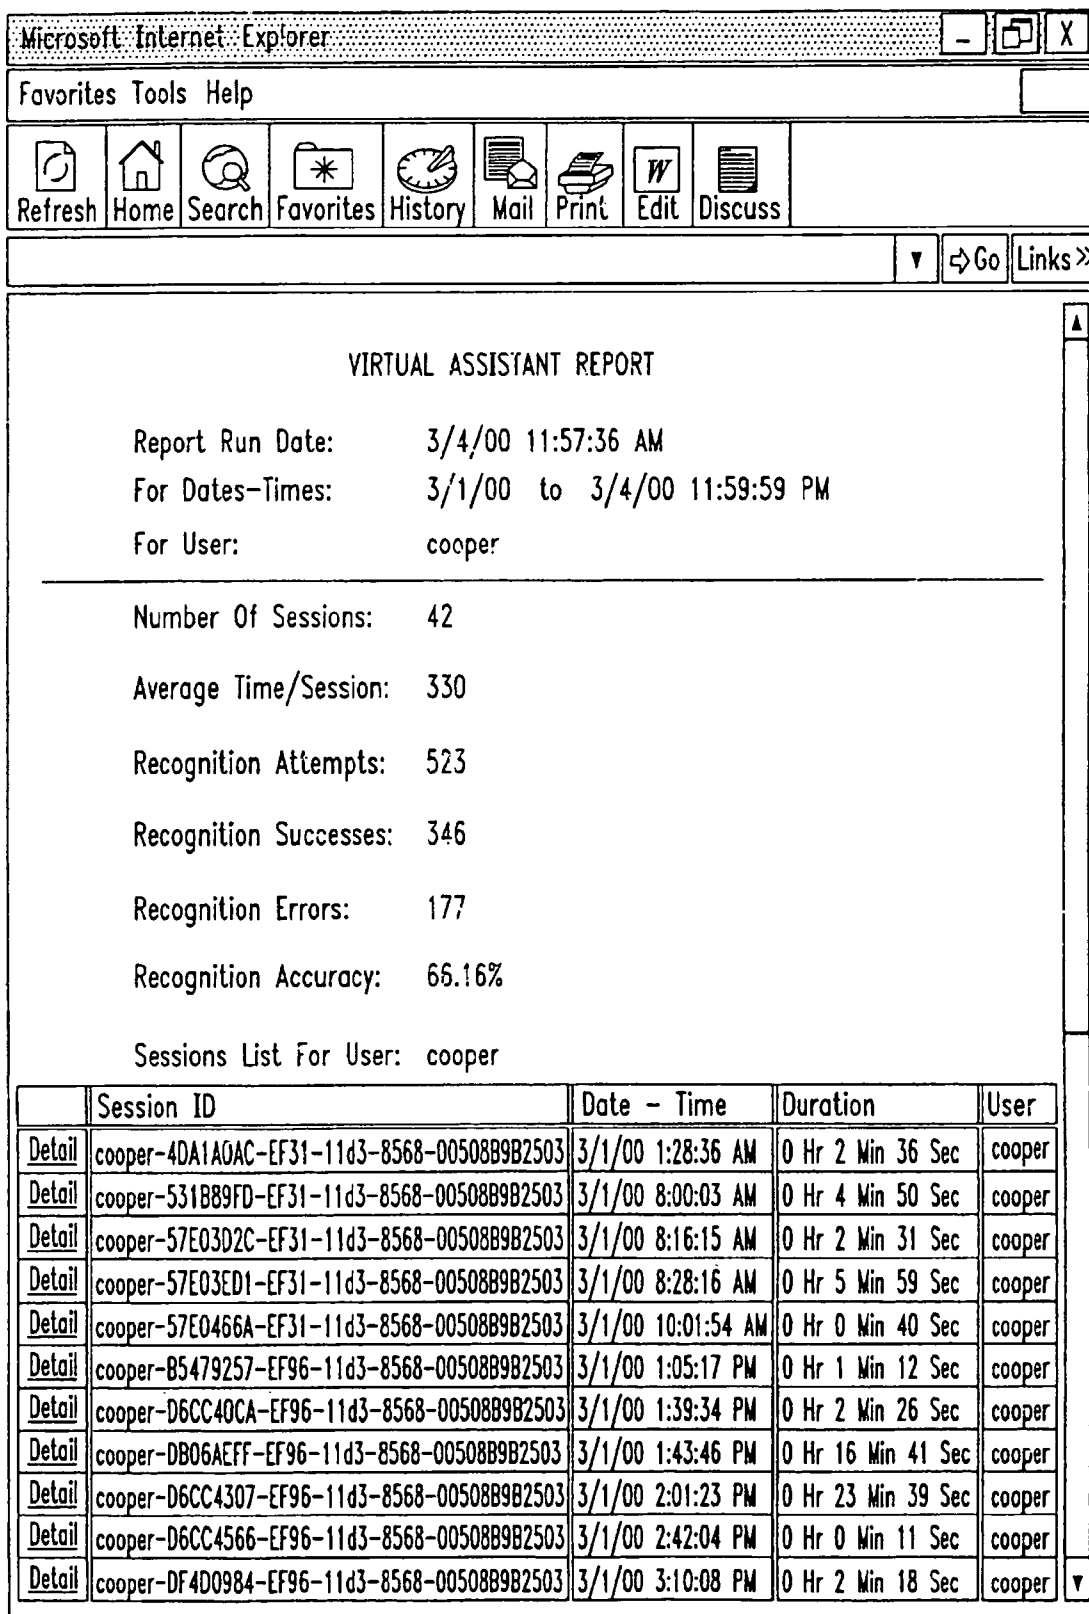 Microsoft Internet Explorer - X
Favorites Tools Help
Refresh Home Search Favorites History Mail Print W Edit Discuss
▼ ⇨Go Links»
VIRTUAL ASSISTANT REPORT
Report Run Date: 3/4/00 11:57:36 AM
For Dates-Times: 3/1/00 to 3/4/00 11:59:59 PM
For User: cooper
Number Of Sessions: 42
Average Time/Session: 330
Recognition Attempts: 523
Recognition Successes: 346
Recognition Errors: 177
Recognition Accuracy: 66.16%
Sessions List For User: cooper
Session ID Date - Time Duration User
Detail cooper-4DA1A0AC-EF31-11d3-8568-00508B9B2503 3/1/00 1:28:36 AM 0 Hr 2 Min 36 Sec cooper
Detail cooper-531B89FD-EF31-11d3-8568-00508B9B2503 3/1/00 8:00:03 AM 0 Hr 4 Min 50 Sec cooper
Detail cooper-57E03D2C-EF31-11d3-8568-00508B9B2503 3/1/00 8:16:15 AM 0 Hr 2 Min 31 Sec cooper
Detail cooper-57E03ED1-EF31-11d3-8568-00508B9B2503 3/1/00 8:28:16 AM 0 Hr 5 Min 59 Sec cooper
Detail cooper-57E0466A-EF31-11d3-8568-00508B9B2503 3/1/00 10:01:54 AM 0 Hr 0 Min 40 Sec cooper
Detail cooper-B5479257-EF96-11d3-8568-00508B9B2503 3/1/00 1:05:17 PM 0 Hr 1 Min 12 Sec cooper
Detail cooper-D6CC40CA-EF96-11d3-8568-00508B9B2503 3/1/00 1:39:34 PM 0 Hr 2 Min 26 Sec cooper
Detail cooper-DB06AEFF-EF96-11d3-8568-00508B9B2503 3/1/00 1:43:46 PM 0 Hr 16 Min 41 Sec cooper
Detail cooper-D6CC4307-EF96-11d3-8568-00508B9B2503 3/1/00 2:01:23 PM 0 Hr 23 Min 39 Sec cooper
Detail cooper-D6CC4566-EF96-11d3-8568-00508B9B2503 3/1/00 2:42:04 PM 0 Hr 0 Min 11 Sec cooper
Detail cooper-DF4D0984-EF96-11d3-8568-00508B9B2503 3/1/00 3:10:08 PM 0 Hr 2 Min 18 Sec cooper